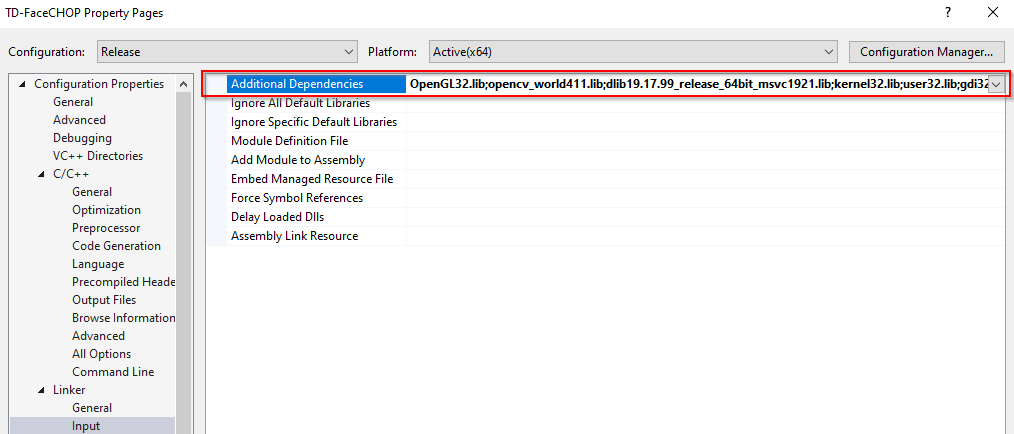 TD-FaceCHOP Property Pages
? 
Configuration: Release Platform: Active(x64) Configuration Manager...
Configuration Properties
General
Advanced
Debugging
VC++ Directories
C/C++
General
Optimization
Preprocessor
Code Generation
Language
Precompiled Heade
Output Files
Browse Information
Advanced
All Options
Command Line
Linker
General
Input
Additional Dependencies OpenGL32.lib;opencv_world411.lib;dlib19.17.99_release_64bit_msvc1921.lib;kernel32.lib;user32.lib;gdi32
Ignore All Default Libraries
Ignore Specific Default Libraries
Module Definition File
Add Module to Assembly
Embed Managed Resource File
Force Symbol References
Delay Loaded Dlls
Assembly Link Resource